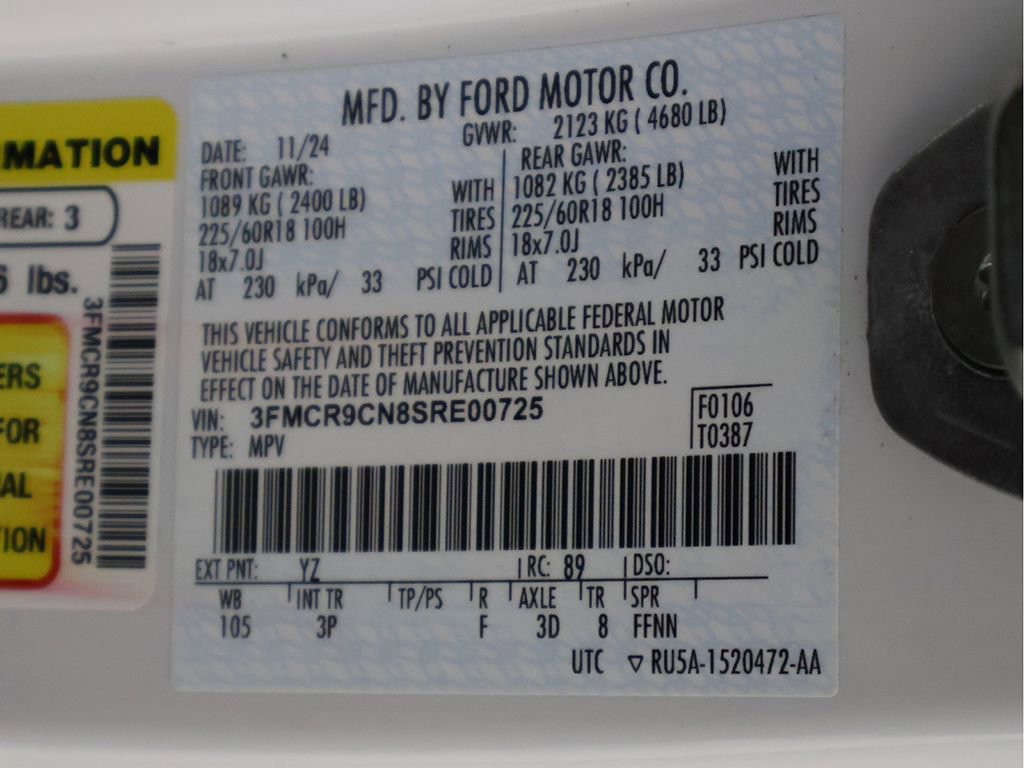 RMATION
REAR: 3
6 lbs.
3FMCR9CN8SRE00725
ERS
FOR
AL
ION
MFD. BY FORD MOTOR CO.
DATE: 11/24 GVWR: 2123 KG ( 4680 LB)
FRONT GAWR: REAR GAWR:
1089 KG ( 2400 LB) WITH 1082 KG ( 2385 LB) WITH
225/60R18 100H TIRES 225/60R18 100H TIRES
18x7.0J RIMS 18x7.0J RIMS
AT 230 kPa/ 33 PSI COLD AT 230 kPa/ 33 PSI COLD
THIS VEHICLE CONFORMS TO ALL APPLICABLE FEDERAL MOTOR
VEHICLE SAFETY AND THEFT PREVENTION STANDARDS IN
EFFECT ON THE DATE OF MANUFACTURE SHOWN ABOVE.
VIN: 3FMCR9CN8SRE00725 F0106
TYPE: MPV T0387
EXT PNT: YZ RC: 89 DSO:
WB INT TR TP/PS R AXLE TR SPR
105 3P F 3D 8 FFNN
UTC ▽ RU5A-1520472-AA